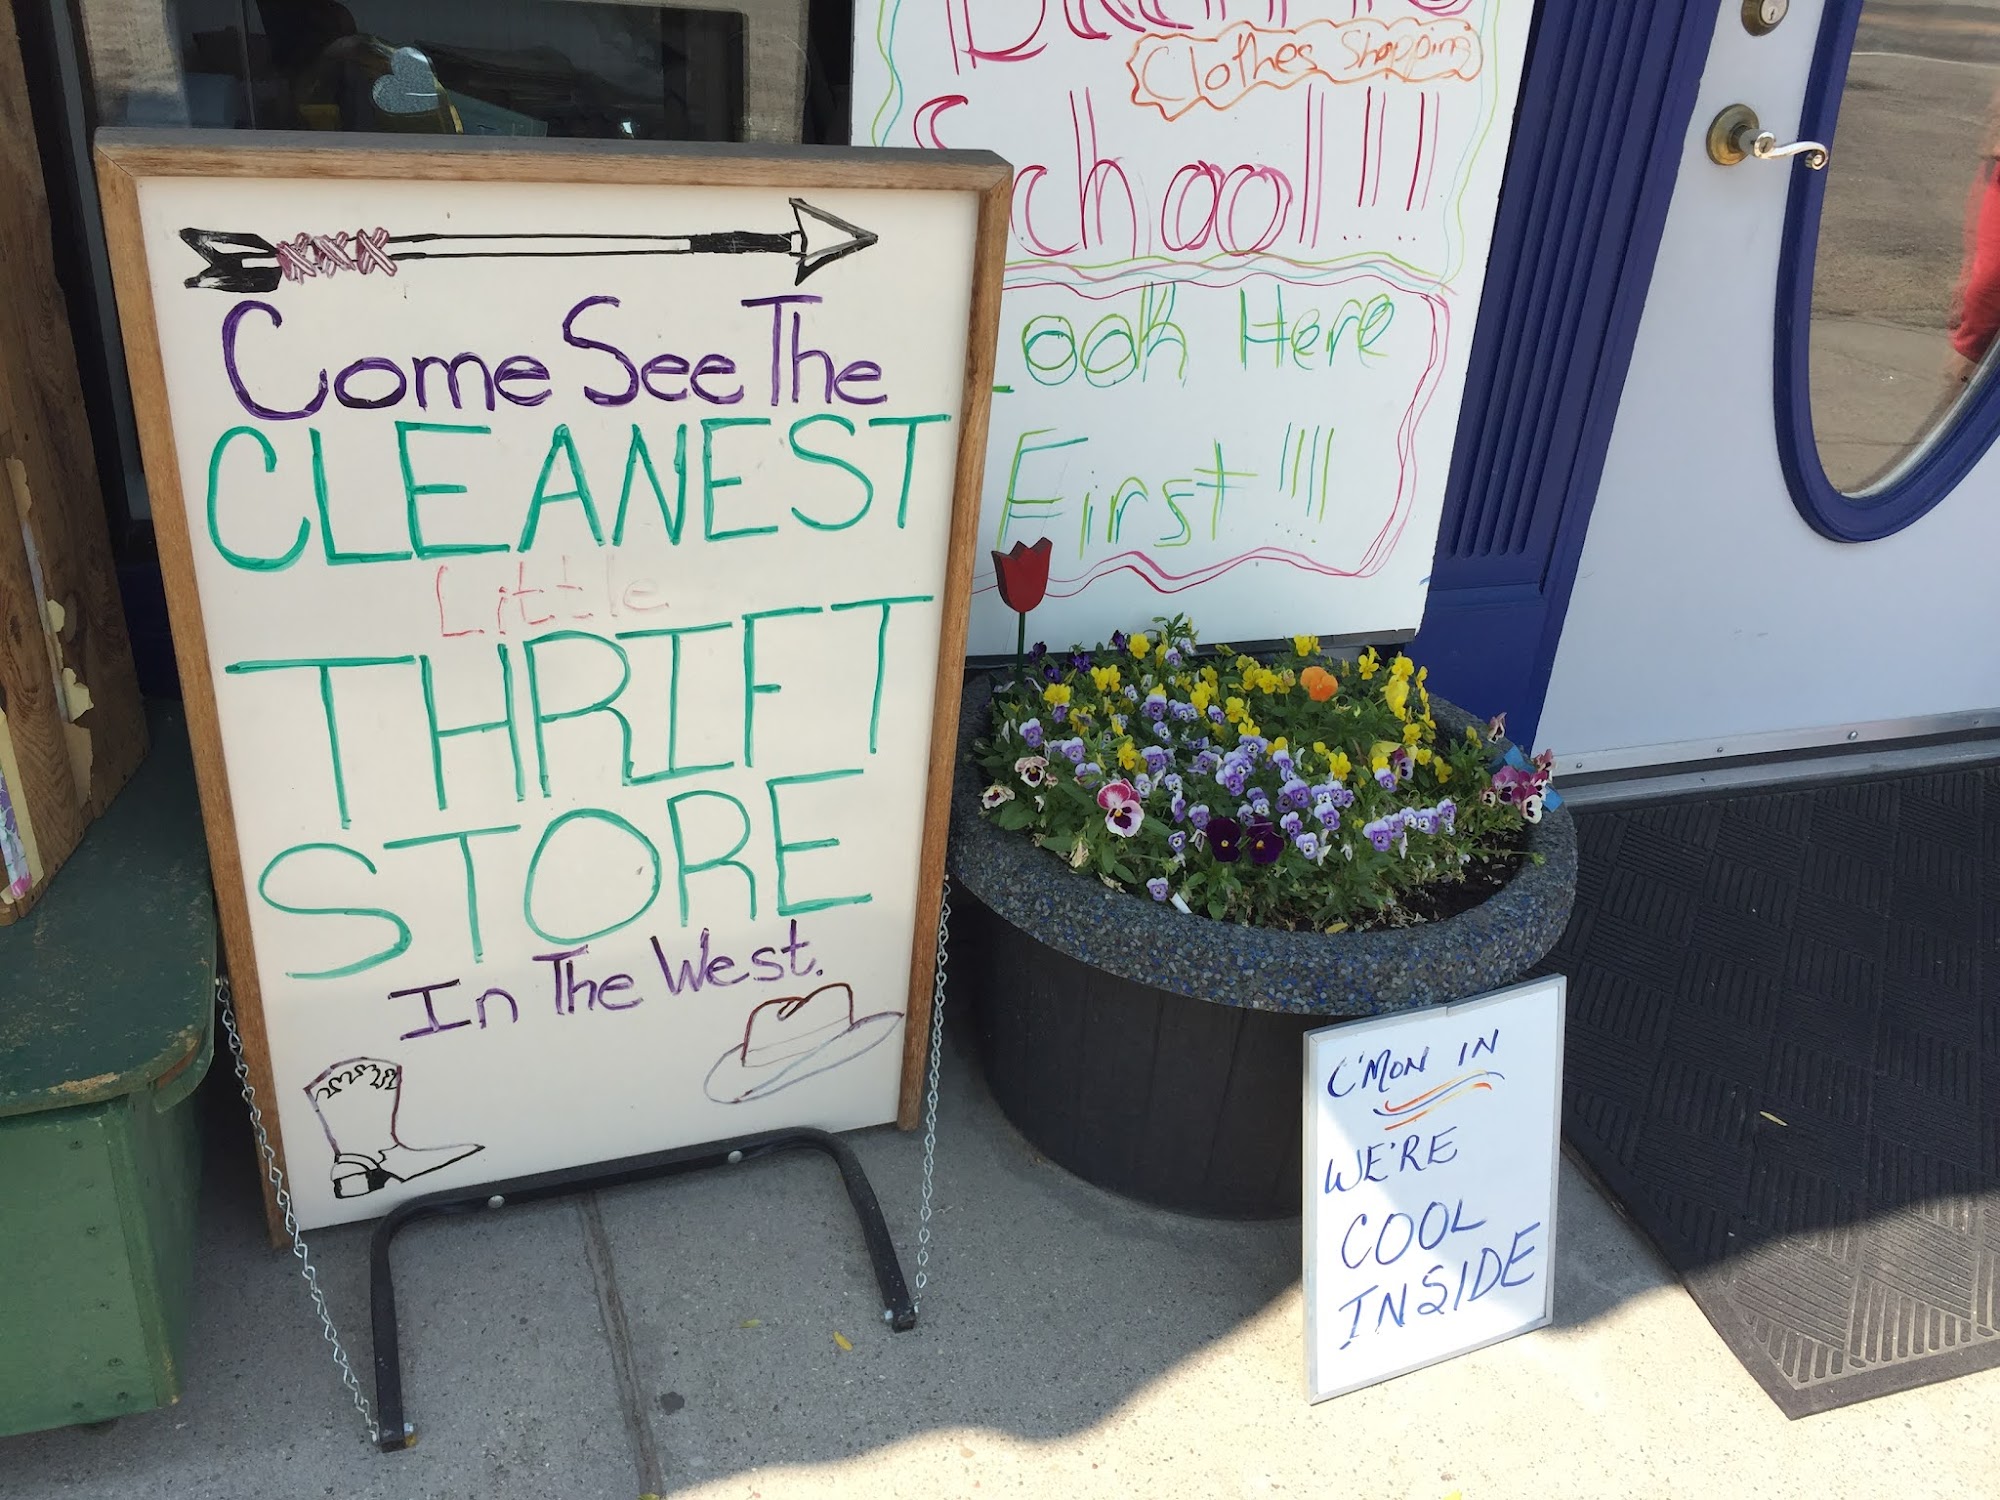 Come See The
CLEANEST
Little
THRIFT
STORE
In The West.
Clothes Shopping
School!!!
Look Here
First!!!!
C'MON IN
WE'RE
COOL
INSIDE